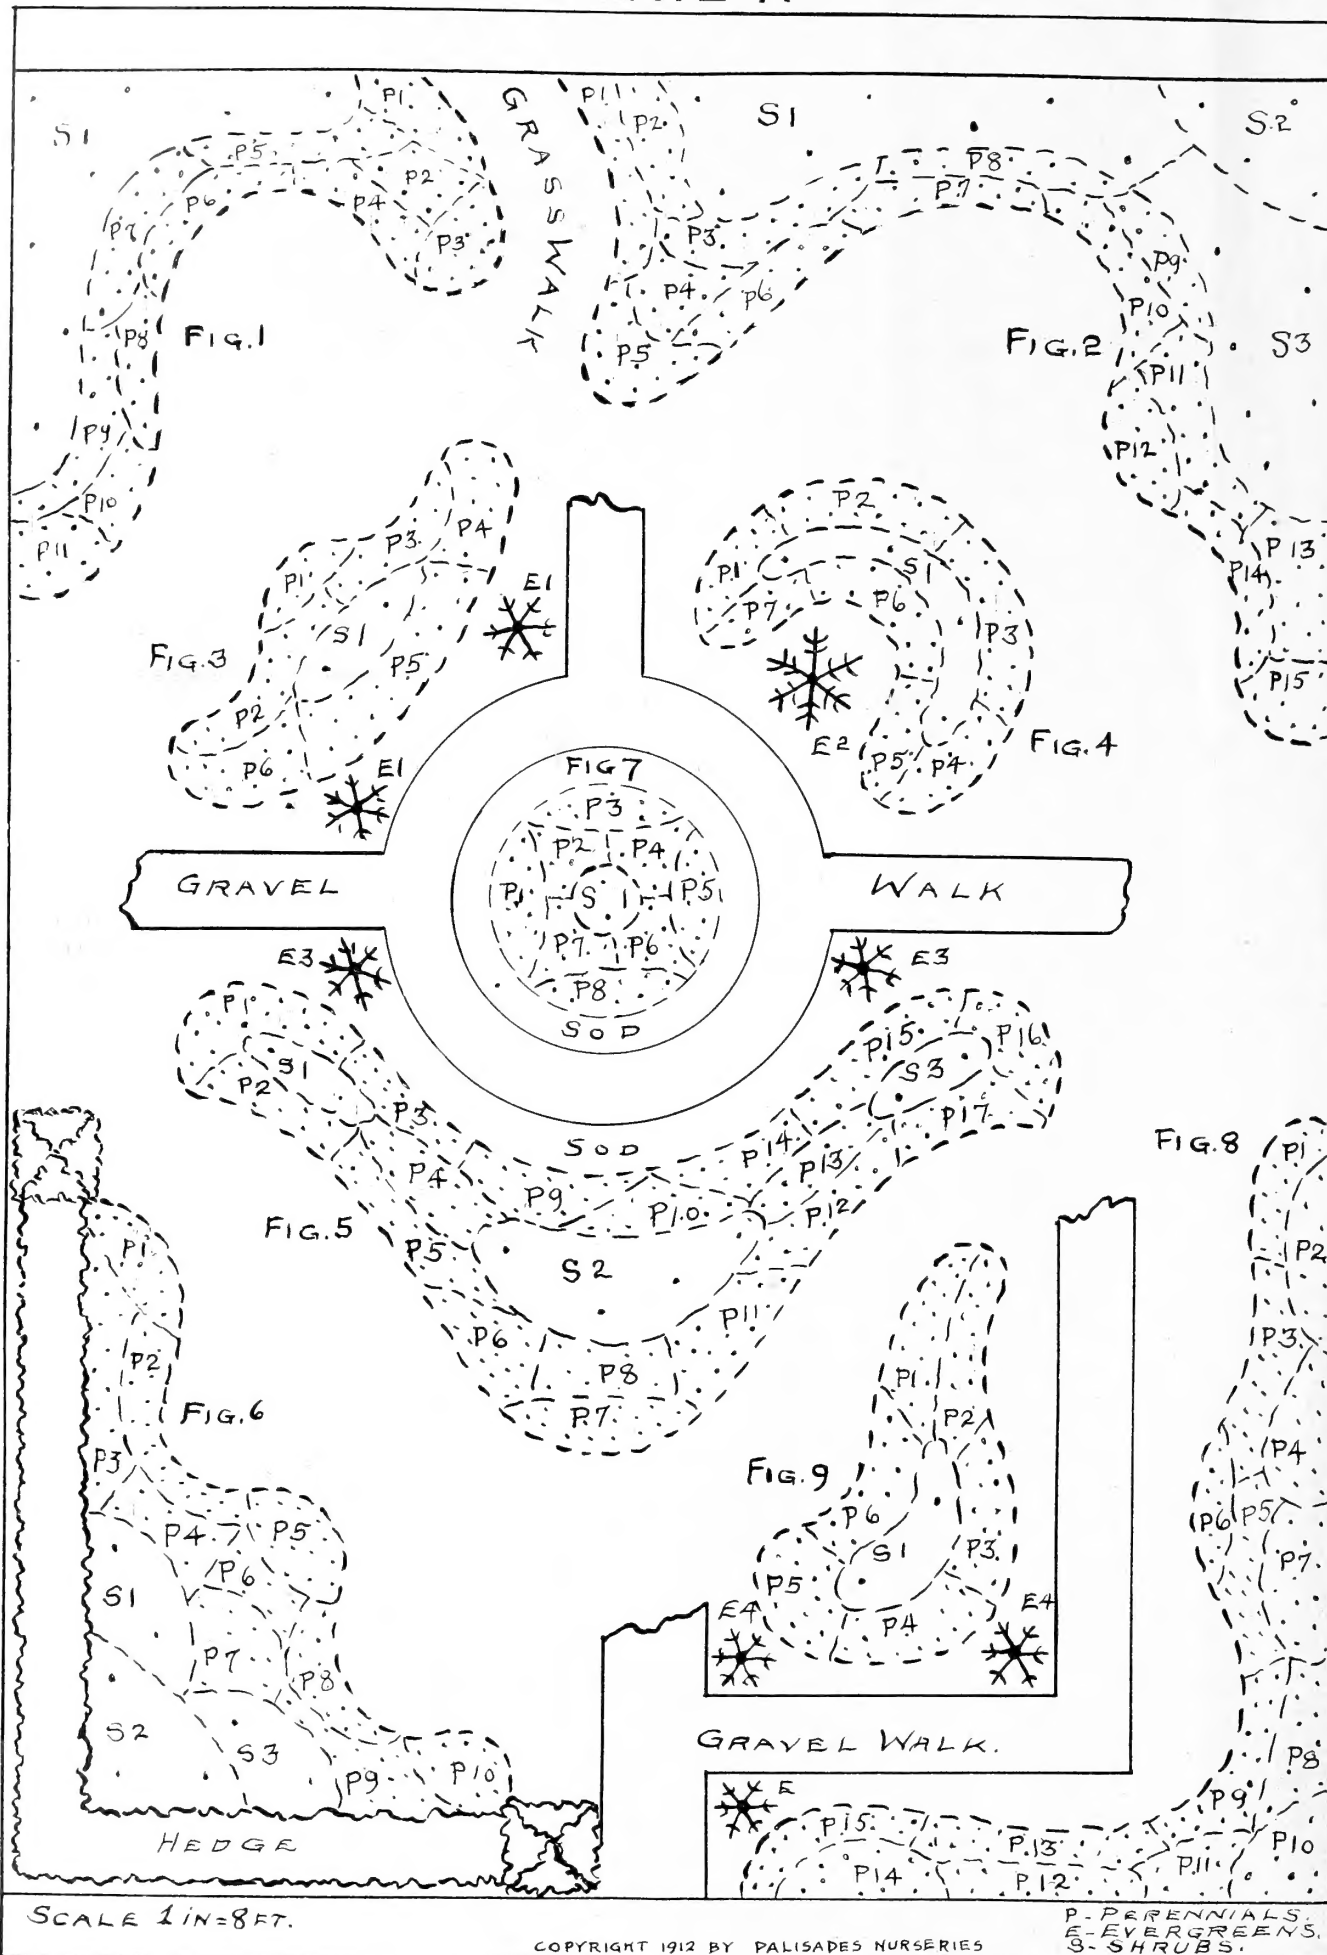 S1
P1
P5
P2
P6
P4
P7
P3
P8
P9
P10
P11
FIG.1
GRASS WALK
P1
P2
S1
S2
P8
P7
P3
P4
P6
P5
P9
P10
P11
P12
S3
P13
P14
P15
FIG.2
P3
P4
P1
S1
P5
P2
P6
FIG.3
E1
E1
P2
P1
S1
P7
P6
P3
P5
P4
E2
FIG.4
FIG 7
P3
P2
P4
P1
S1
P5
P7
P6
P8
SOD
GRAVEL WALK
E3
E3
P1
S1
P2
P3
P4
P5
P9
P10
S2
P6
P8
P7
P11
P12
P13
P14
P15
S3
P16
P17
SOD
FIG.5
P1
P2
P3
P4
P5
P6
S1
P7
P8
S2
S3
P9
P10
FIG.6
HEDGE
FIG.9
P1
P2
P6
S1
P3
P5
P4
E4
E4
GRAVEL WALK.
E
FIG.8
P1
P2
P3
P4
P6
P5
P7
P8
P9
P10
P15
P13
P11
P14
P12
SCALE 1 IN=8 FT.
COPYRIGHT 1912 BY PALISADES NURSERIES
P-PERENNIALS.
E-EVERGREENS.
S-SHRUBS.